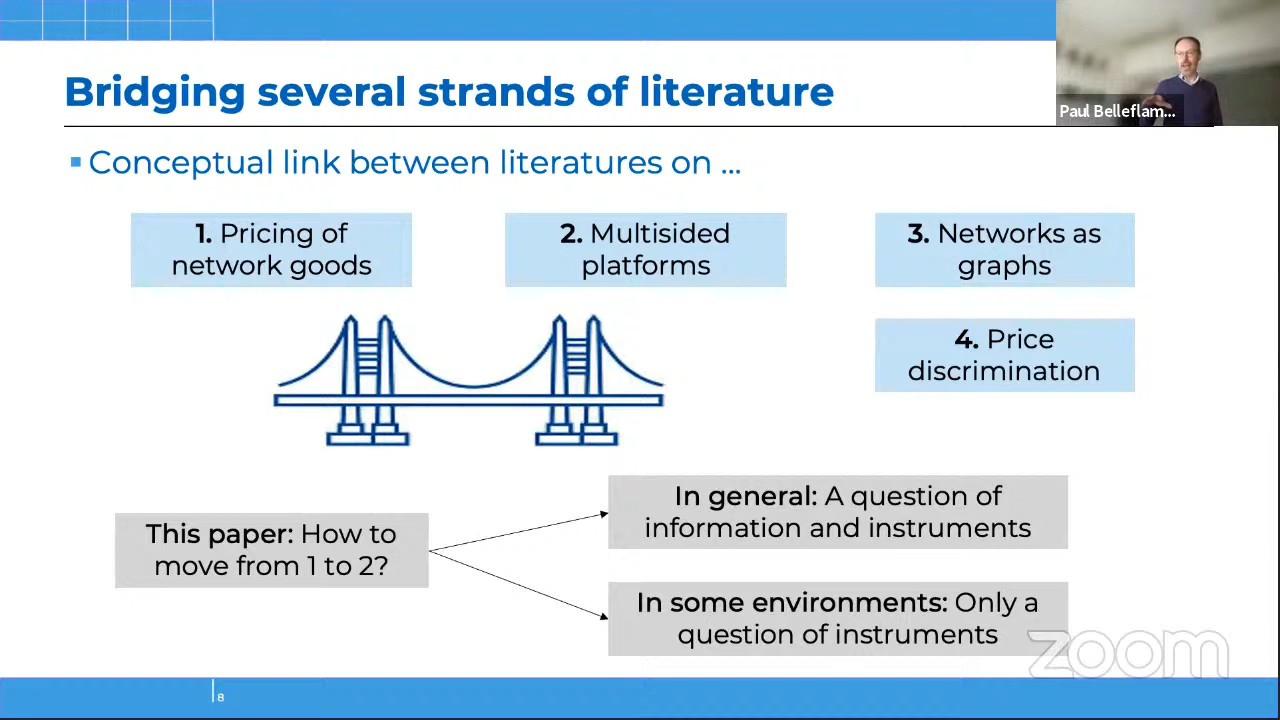 Bridging several strands of literature
Paul Belleflam...
Conceptual link between literatures on ...
1. Pricing of
network goods
2. Multisided
platforms
3. Networks as
graphs
4. Price
discrimination
This paper: How to
move from 1 to 2?
In general: A question of
information and instruments
In some environments: Only a
question of instruments
zoom
8